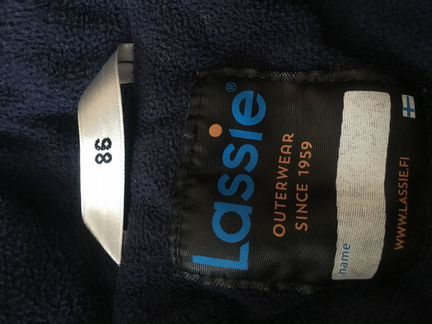 86
Lassie®
OUTERWEAR
SINCE 1959
name
WWW.LASSIE.FI